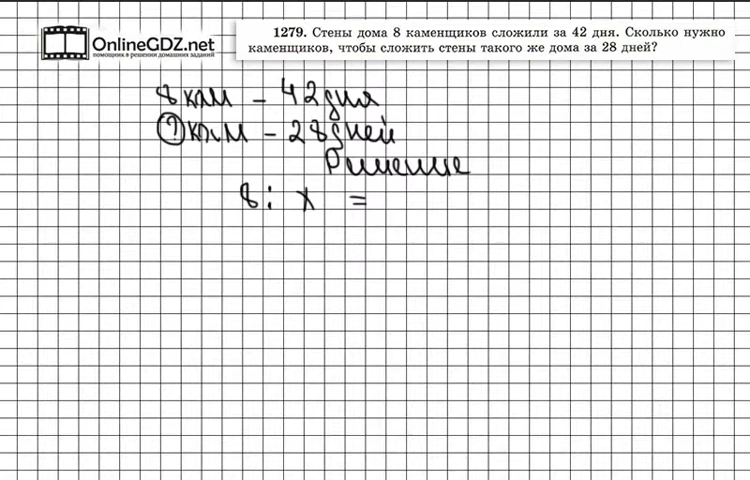 OnlineGDZ.net
помощник в решении домашних заданий
1279. Стены дома 8 каменщиков сложили за 42 дня. Сколько нужно
каменщиков, чтобы сложить стены такого же дома за 28 дней?
8 кам – 42 дня
? кам – 28 дней
Решение
8 : х =